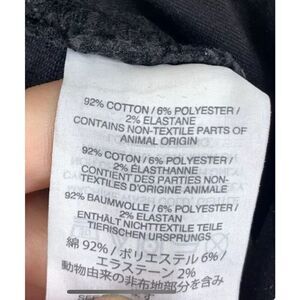 92% COTTON / 6% POLYESTER /
2% ELASTANE
CONTAINS NON-TEXTILE PARTS OF
ANIMAL ORIGIN
92% COTON / 6% POLYESTER /
2% ÉLASTHANNE
CONTIENT DES PARTIES NON-
TEXTILES D'ORIGINE ANIMALE
92% BAUMWOLLE / 6% POLYESTER /
2% ELASTAN
ENTHÄLT NICHTTEXTILE TEILE
TIERISCHEN URSPRUNGS
綿 92% / ポリエステル 6% /
エラステーン 2%
動物由来の非布地部分を含み